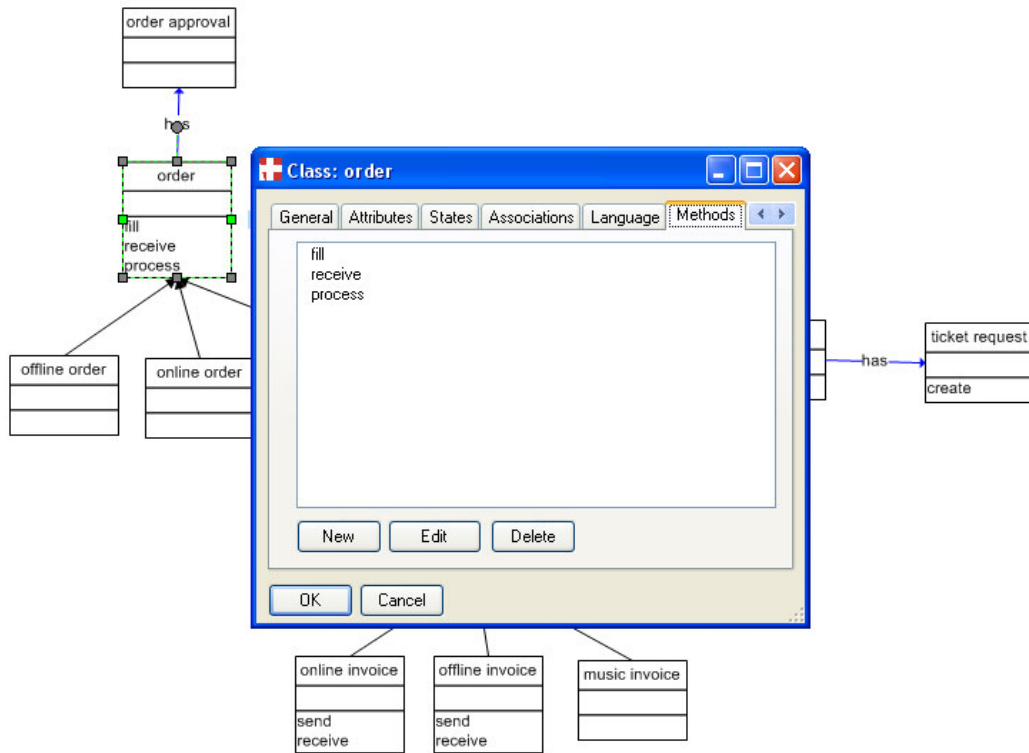 order approval
has
order
fill
receive
process
offline order
online order
Class: order
General
Attributes
States
Associations
Language
Methods
fill
receive
process
New
Edit
Delete
OK
Cancel
has
ticket request
create
online invoice
send
receive
offline invoice
send
receive
music invoice